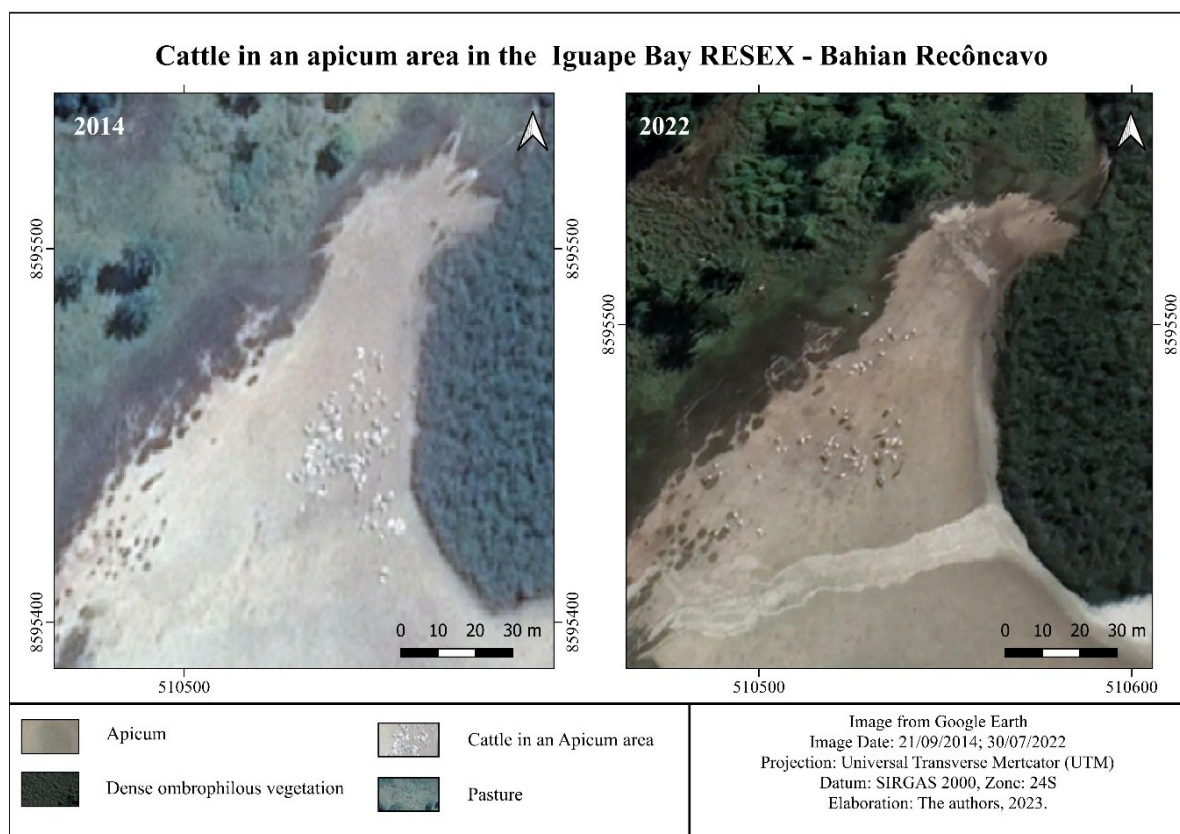 Cattle in an apicum area in the Iguape Bay RESEX - Bahian Recôncavo
2014
8595500
8595400
510500
0 10 20 30 m
2022
8595500
8595500
8595400
0 10 20 30 m
510500
510600
Apicum
Dense ombrophilous vegetation
Cattle in an Apicum area
Pasture
Image from Google Earth
Image Date: 21/09/2014; 30/07/2022
Projection: Universal Transverse Mertcator (UTM)
Datum: SIRGAS 2000, Zone: 24S
Elaboration: The authors, 2023.